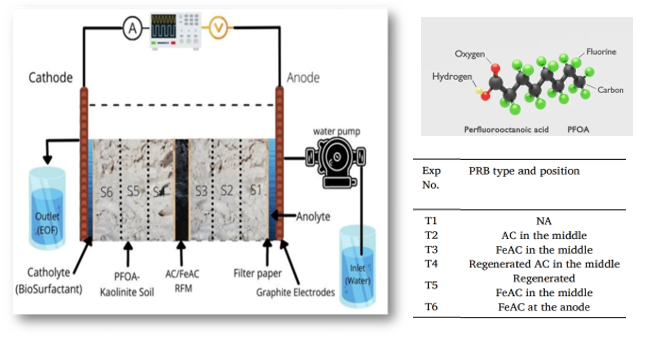 A
V
Cathode
Anode
water pump
S6
S5
S4
S3
S2
S1
Anolyte
Outlet
(EOF)
Inlet
(Water)
Catholyte
(BioSurfactant)
PFOA-
Kaolinite Soil
AC/FeAC
RFM
Filter paper
Graphite Electrodes
Oxygen
Fluorine
Hydrogen
Carbon
Perfluorooctanoic acid PFOA
Exp
No.
PRB type and position
T1 NA
T2 AC in the middle
T3 FeAC in the middle
T4 Regenerated AC in the middle
T5 Regenerated
FeAC in the middle
T6 FeAC at the anode